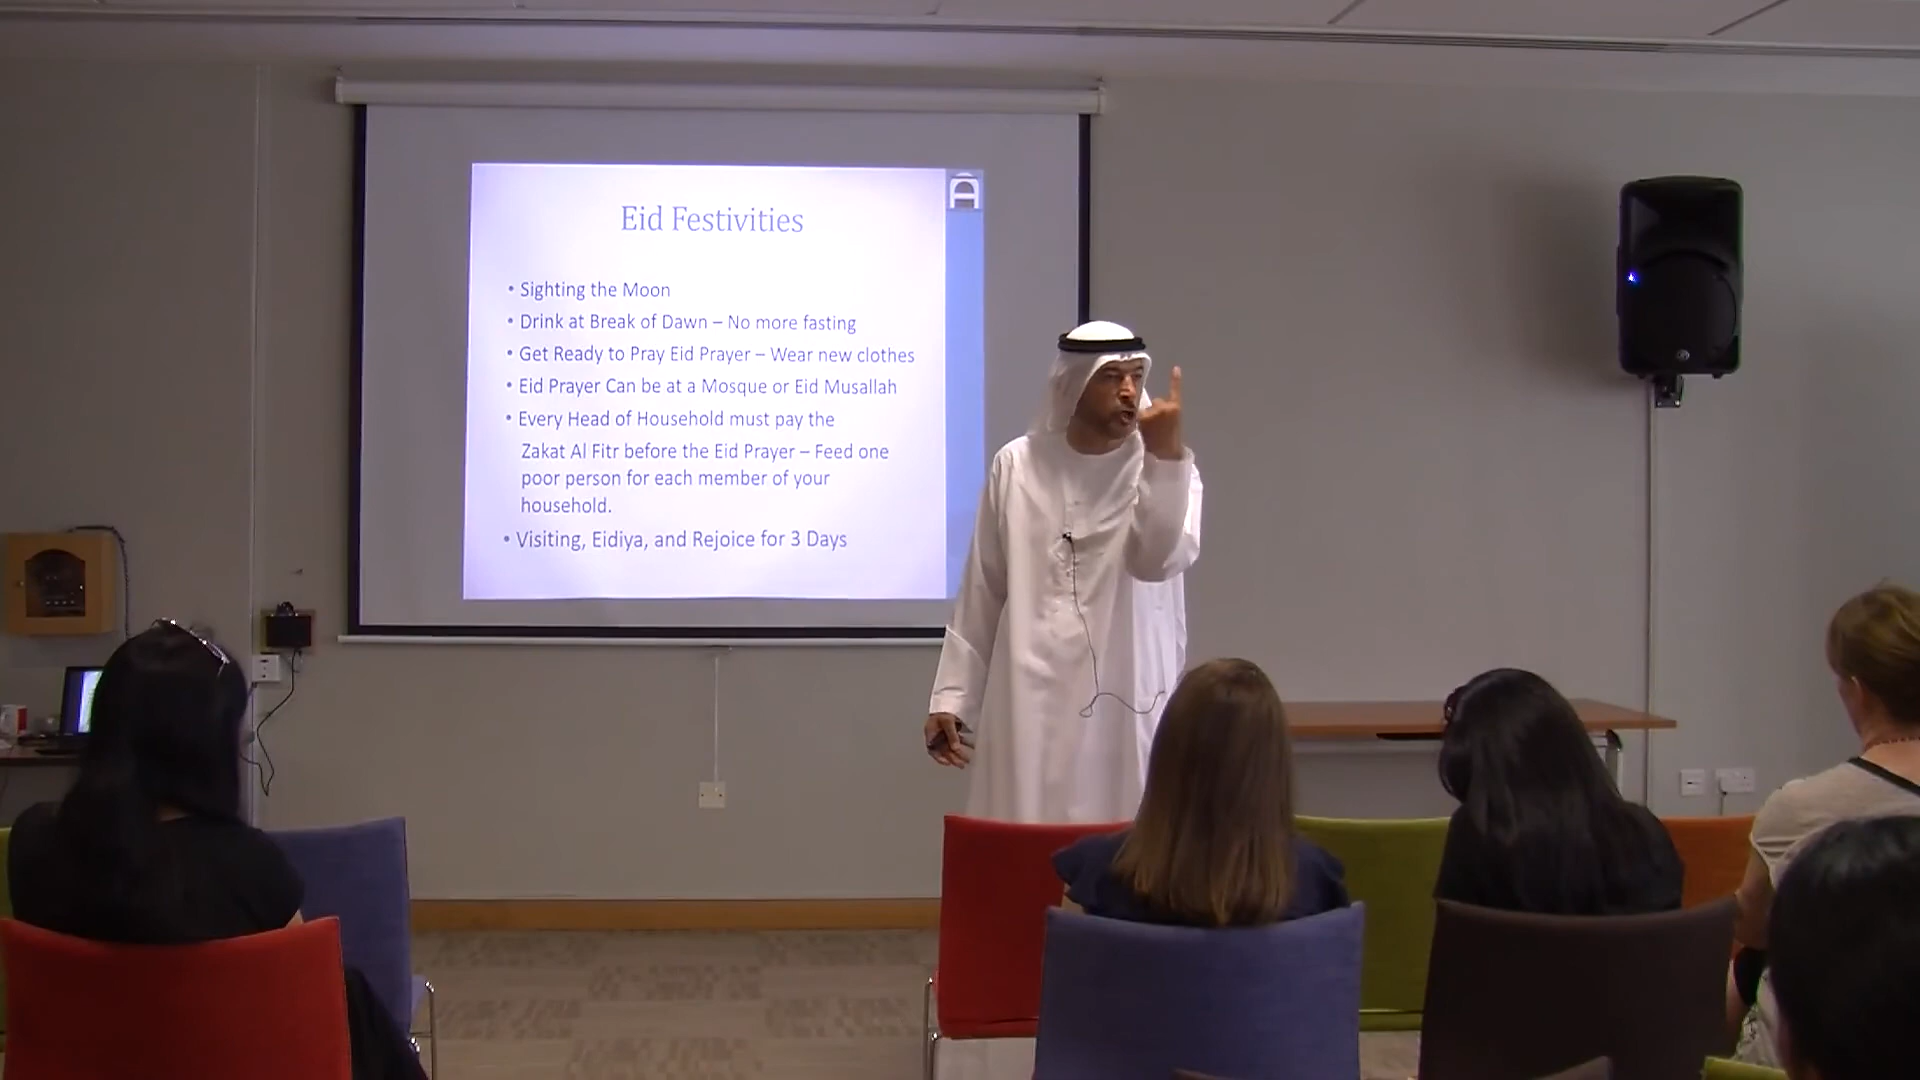 Eid Festivities
• Sighting the Moon
• Drink at Break of Dawn – No more fasting
• Get Ready to Pray Eid Prayer – Wear new clothes
• Eid Prayer Can be at a Mosque or Eid Musallah
• Every Head of Household must pay the
Zakat Al Fitr before the Eid Prayer – Feed one
poor person for each member of your
household.
• Visiting, Eidiya, and Rejoice for 3 Days